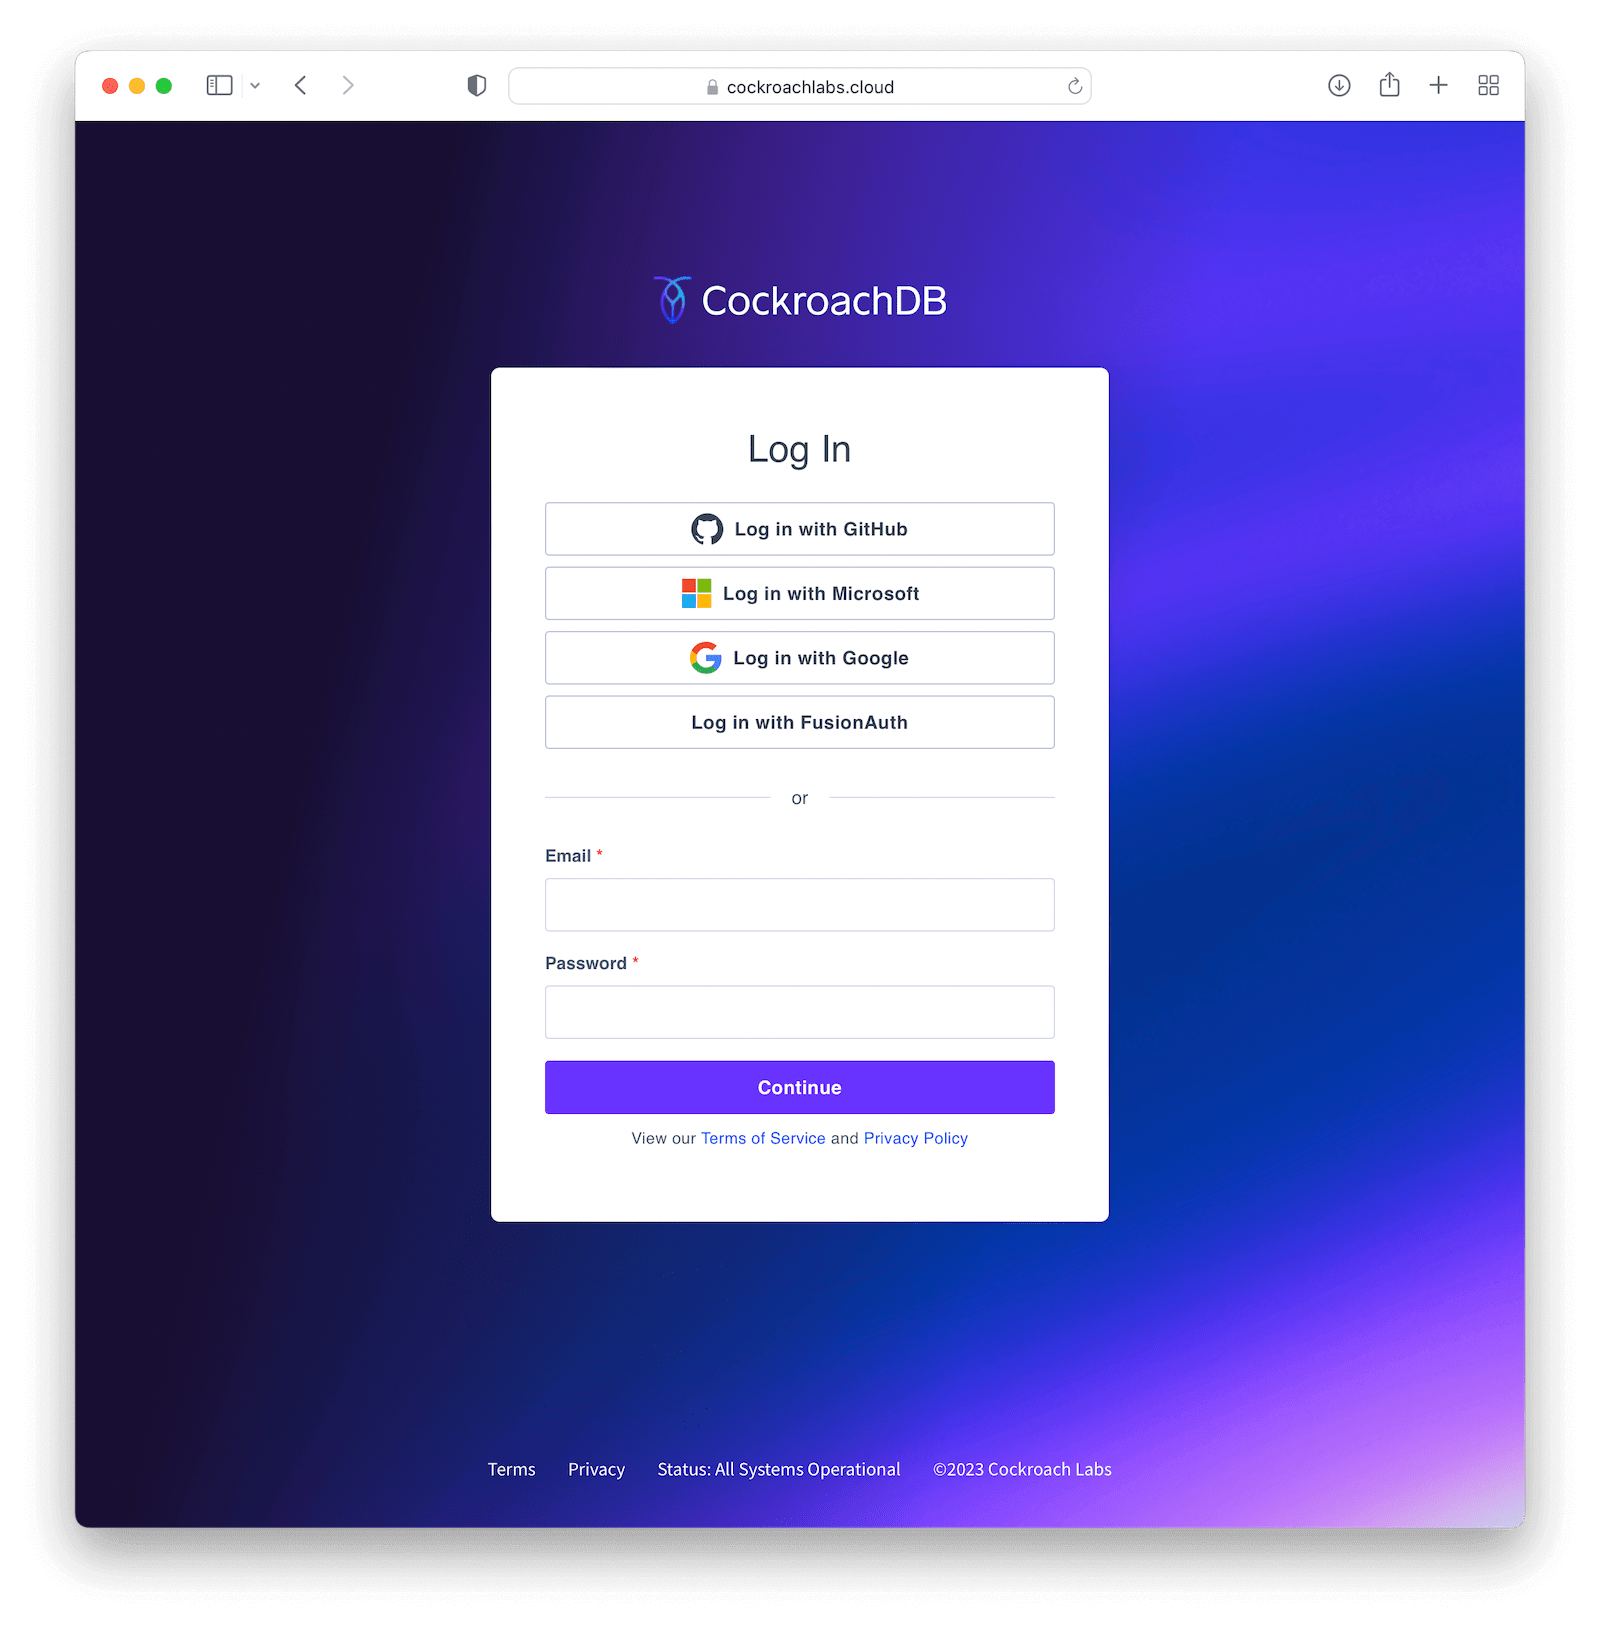 cockroachlabs.cloud
CockroachDB
Log In
Log in with GitHub
Log in with Microsoft
Log in with Google
Log in with FusionAuth
or
Email *
Password *
Continue
View our Terms of Service and Privacy Policy
Terms Privacy Status: All Systems Operational ©2023 Cockroach Labs